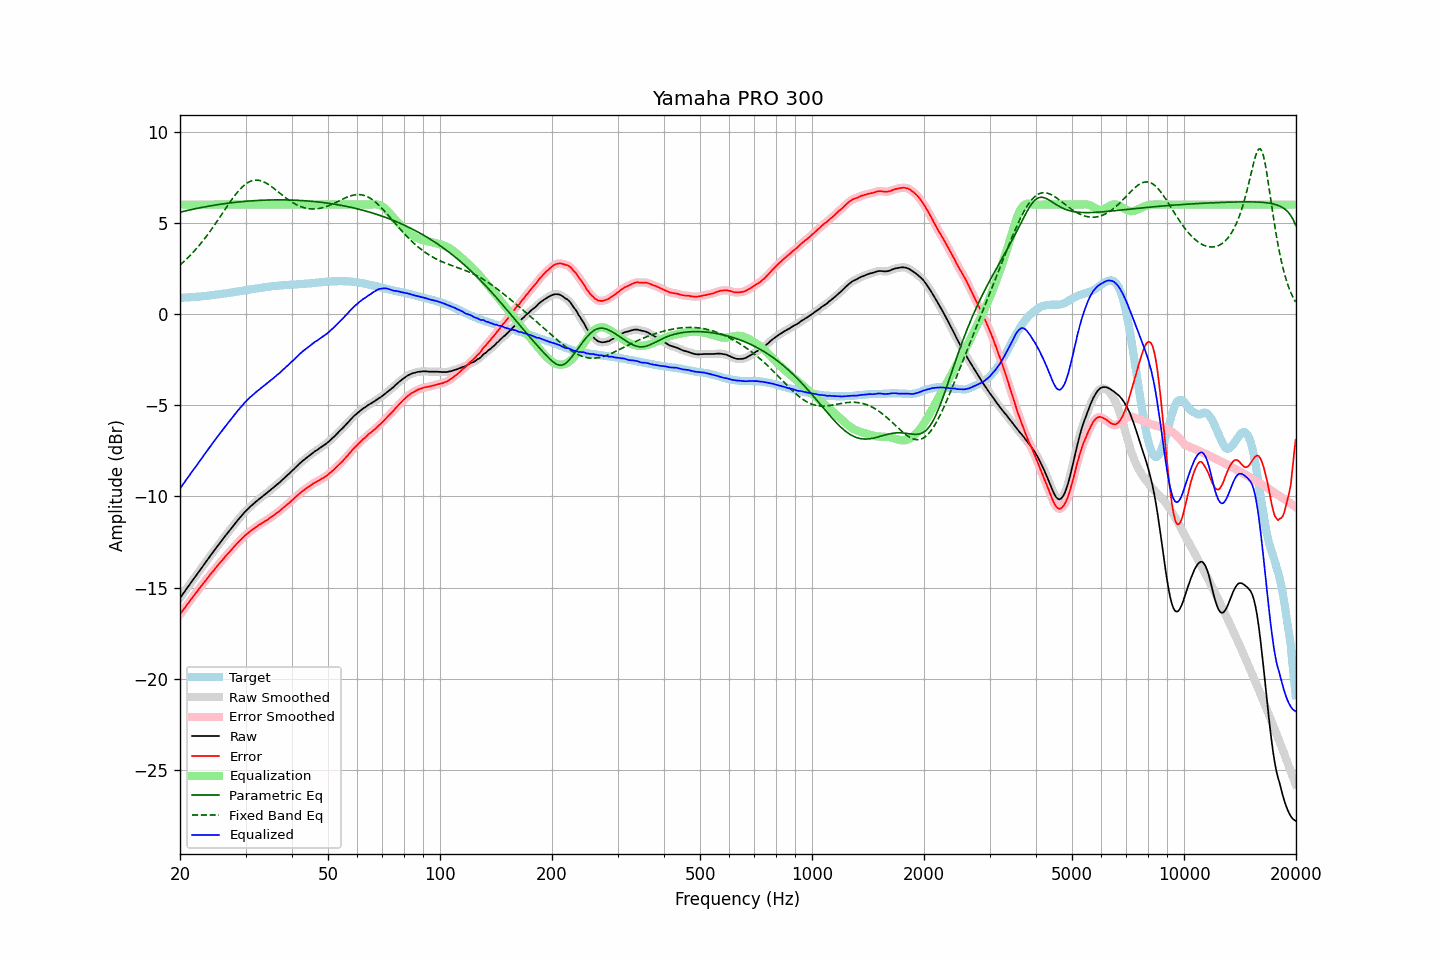 Yamaha PRO 300
10
5
0
−5
−10
−15
−20
−25
Amplitude (dBr)
Target
Raw Smoothed
Error Smoothed
Raw
Error
Equalization
Parametric Eq
Fixed Band Eq
Equalized
20 50 100 200 500 1000 2000 5000 10000 20000
Frequency (Hz)